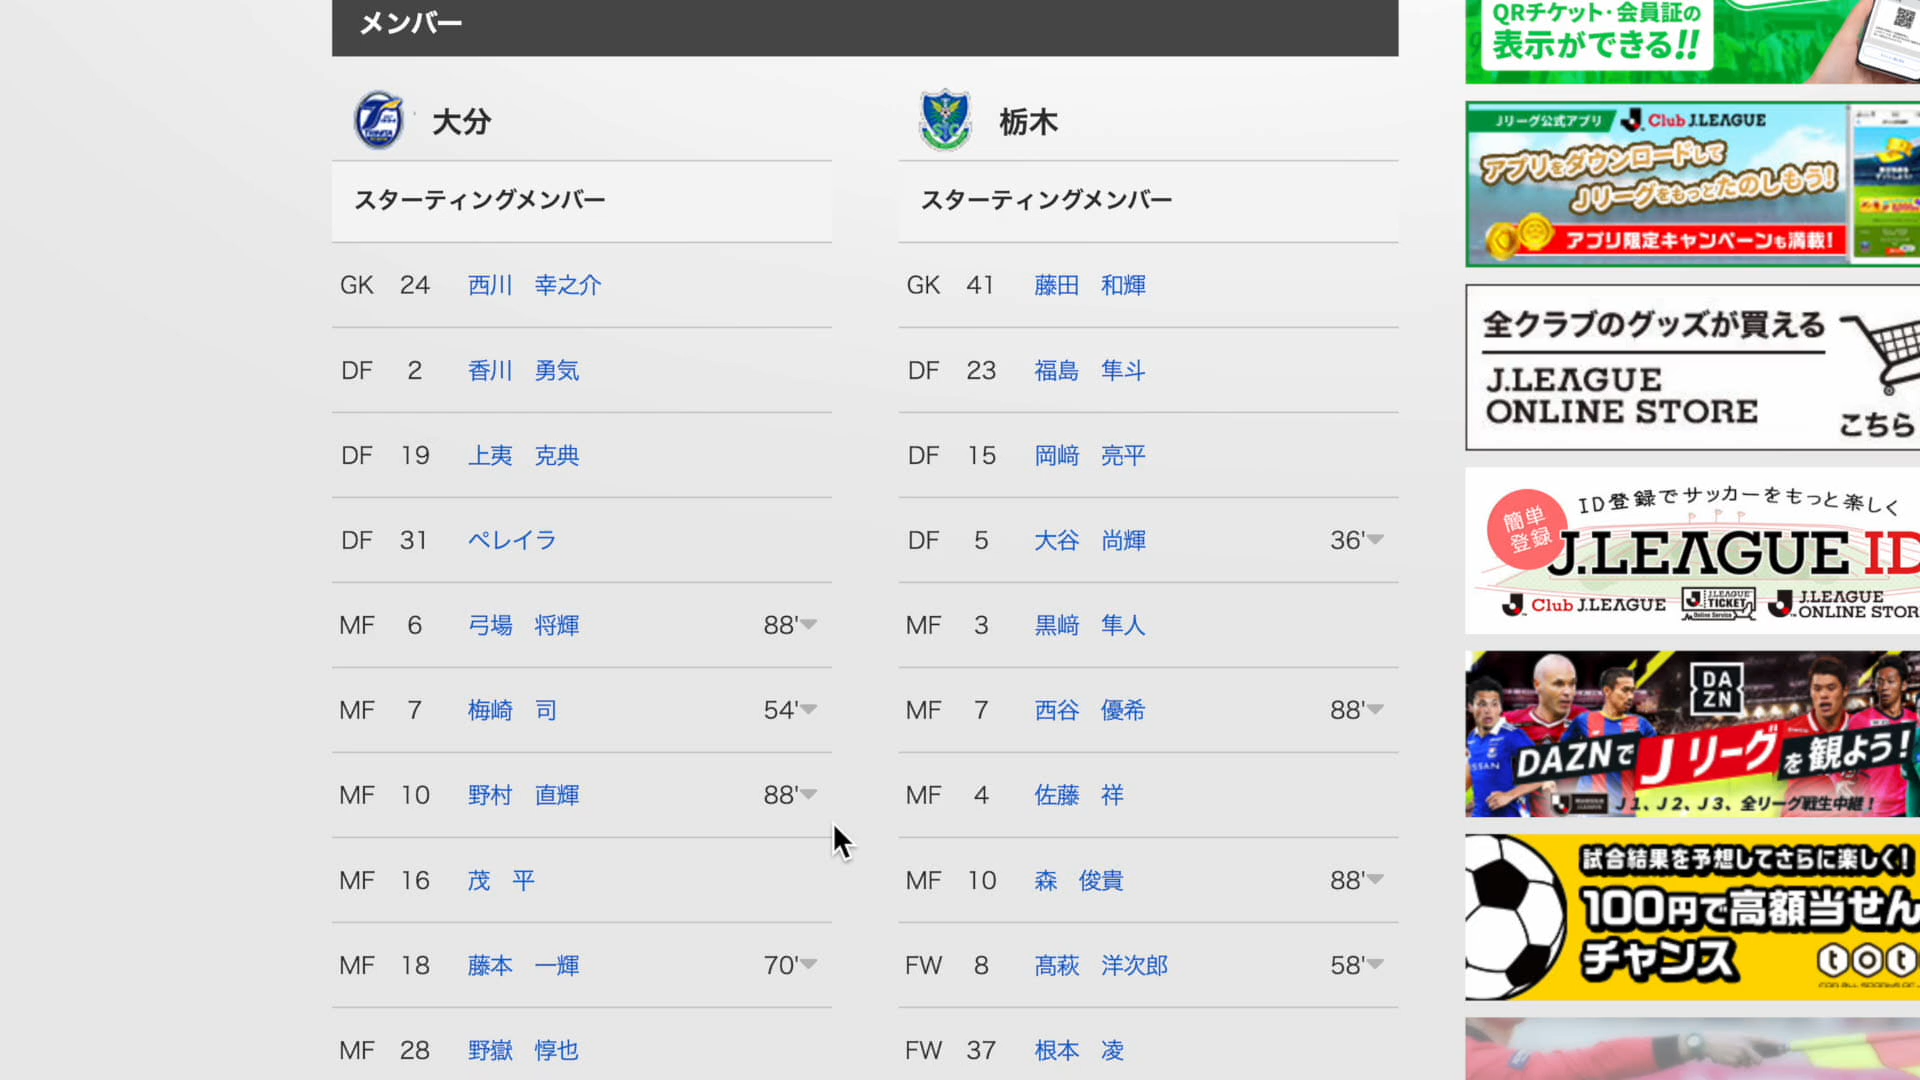 メンバー
大分
スターティングメンバー
GK 24 西川 幸之介
DF 2 香川 勇気
DF 19 上夷 克典
DF 31 ペレイラ
MF 6 弓場 将輝 88'
MF 7 梅崎 司 54'
MF 10 野村 直輝 88'
MF 16 茂 平
MF 18 藤本 一輝 70'
MF 28 野嶽 惇也
栃木
スターティングメンバー
GK 41 藤田 和輝
DF 23 福島 隼斗
DF 15 岡﨑 亮平
DF 5 大谷 尚輝 36'
MF 3 黒﨑 隼人
MF 7 西谷 優希 88'
MF 4 佐藤 祥
MF 10 森 俊貴 88'
FW 8 髙萩 洋次郎 58'
FW 37 根本 凌
QRチケット・会員証の
表示ができる!!
Jリーグ公式アプリ Club J.LEAGUE
アプリをダウンロードして
Jリーグをもっとたのしもう!
アプリ限定キャンペーンも満載!
全クラブのグッズが買える
J.LEAGUE
ONLINE STORE
こちら
ID登録でサッカーをもっと楽しく
簡単
登録
J.LEAGUE ID
Club J.LEAGUE
J.LEAGUE
TICKET
J.LEAGUE
ONLINE STOR
DA
ZN
DAZNでJリーグを観よう!
J1、J2、J3、全リーグ戦生中継!
試合結果を予想してさらに楽しく!
100円で高額当せん
チャンス
tot